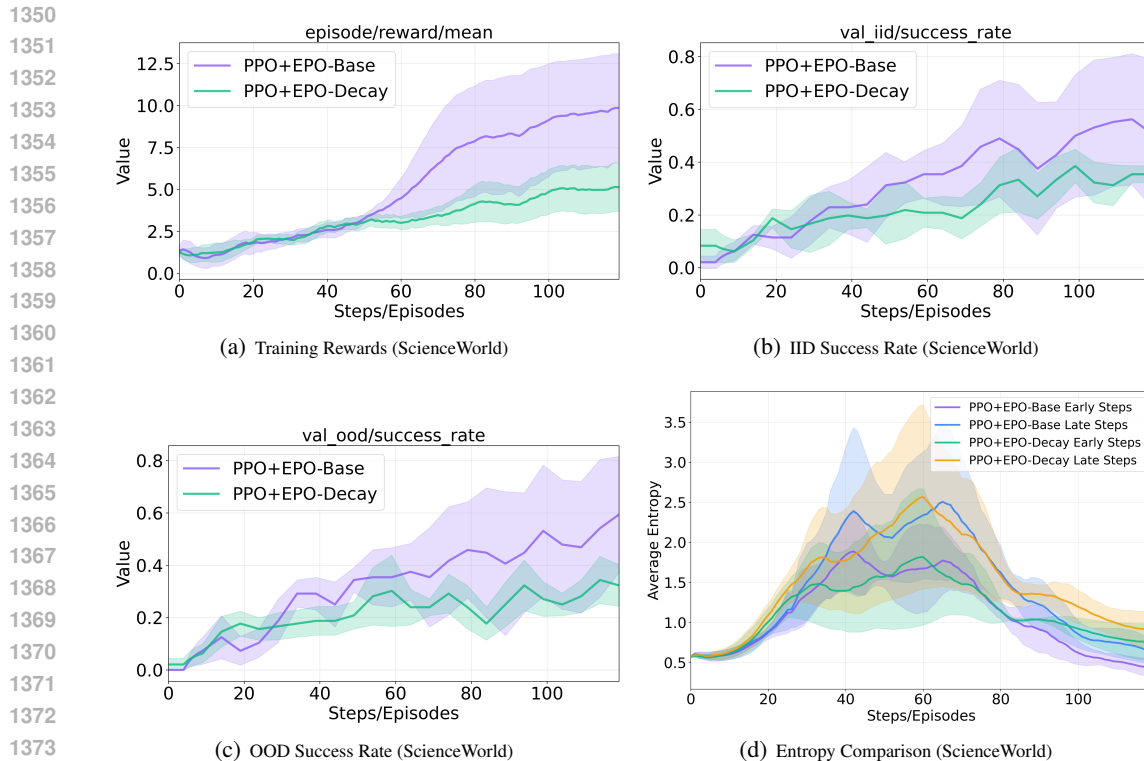 1350
1351
1352
1353
1354
1355
1356
1357
1358
1359
1360
1361
1362
1363
1364
1365
1366
1367
1368
1369
1370
1371
1372
1373
episode/reward/mean
PPO+EPO-Base
PPO+EPO-Decay
Value
12.5
10.0
7.5
5.0
2.5
0.0
0 20 40 60 80 100
Steps/Episodes
(a) Training Rewards (ScienceWorld)
val_iid/success_rate
PPO+EPO-Base
PPO+EPO-Decay
Value
0.8
0.6
0.4
0.2
0.0
0 20 40 60 80 100
Steps/Episodes
(b) IID Success Rate (ScienceWorld)
val_ood/success_rate
PPO+EPO-Base
PPO+EPO-Decay
Value
0.8
0.6
0.4
0.2
0.0
0 20 40 60 80 100
Steps/Episodes
(c) OOD Success Rate (ScienceWorld)
PPO+EPO-Base Early Steps
PPO+EPO-Base Late Steps
PPO+EPO-Decay Early Steps
PPO+EPO-Decay Late Steps
Average Entropy
3.5
3.0
2.5
2.0
1.5
1.0
0.5
0 20 40 60 80 100
Steps/Episodes
(d) Entropy Comparison (ScienceWorld)